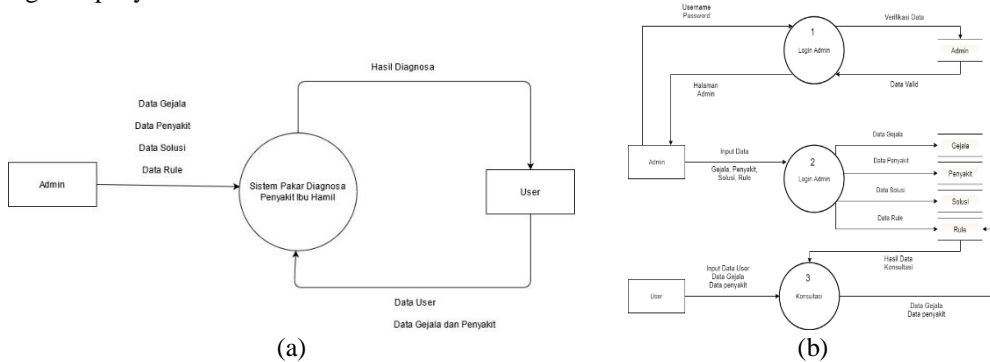 Hasil Diagnosa
Data Gejala
Data Penyakit
Data Solusi
Data Rule
Admin
Sistem Pakar Diagnosa
Penyakit Ibu Hamil
User
Data User
Data Gejala dan Penyakit
(a)
Username
Password
1
Login Admin
Verifikasi Data
Admin
Data Valid
Halaman
Admin
Admin
Input Data
Gejala, Penyakit,
Solusi, Rule
2
Login Admin
Data Gejala
Gejala
Data Penyakit
Penyakit
Data Solusi
Solusi
Data Rule
Rule
Hasil Data
Konsultasi
User
Input Data User
Data Gejala
Data penyakit
3
Konsultasi
Data Gejala
Data penyakit
(b)